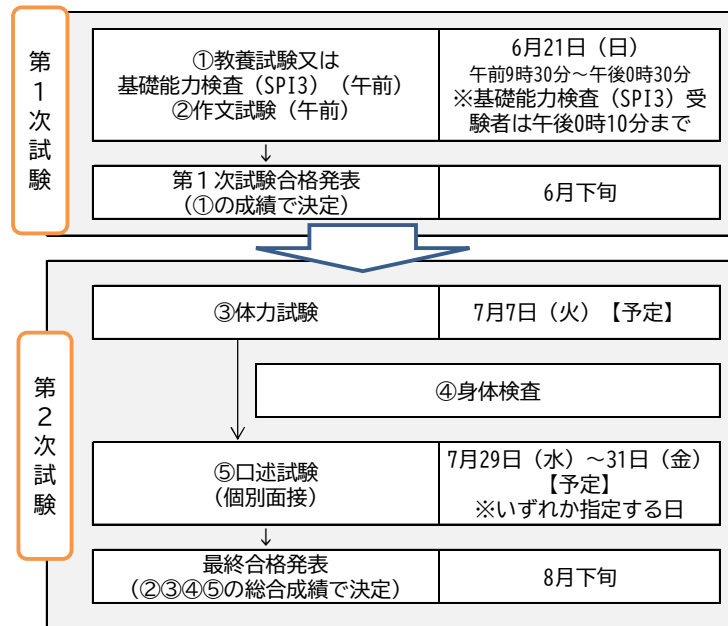 第1次試験
①教養試験又は
基礎能力検査（SPI3）（午前）
②作文試験（午前）
6月21日（日）
午前9時30分～午後0時30分
※基礎能力検査（SPI3）受
験者は午後0時10分まで
↓
第１次試験合格発表
（①の成績で決定）
6月下旬
第2次試験
③体力試験
7月7日（火）【予定】
④身体検査
⑤口述試験
（個別面接）
7月29日（水）～31日（金）
【予定】
※いずれか指定する日
↓
最終合格発表
（②③④⑤の総合成績で決定）
8月下旬